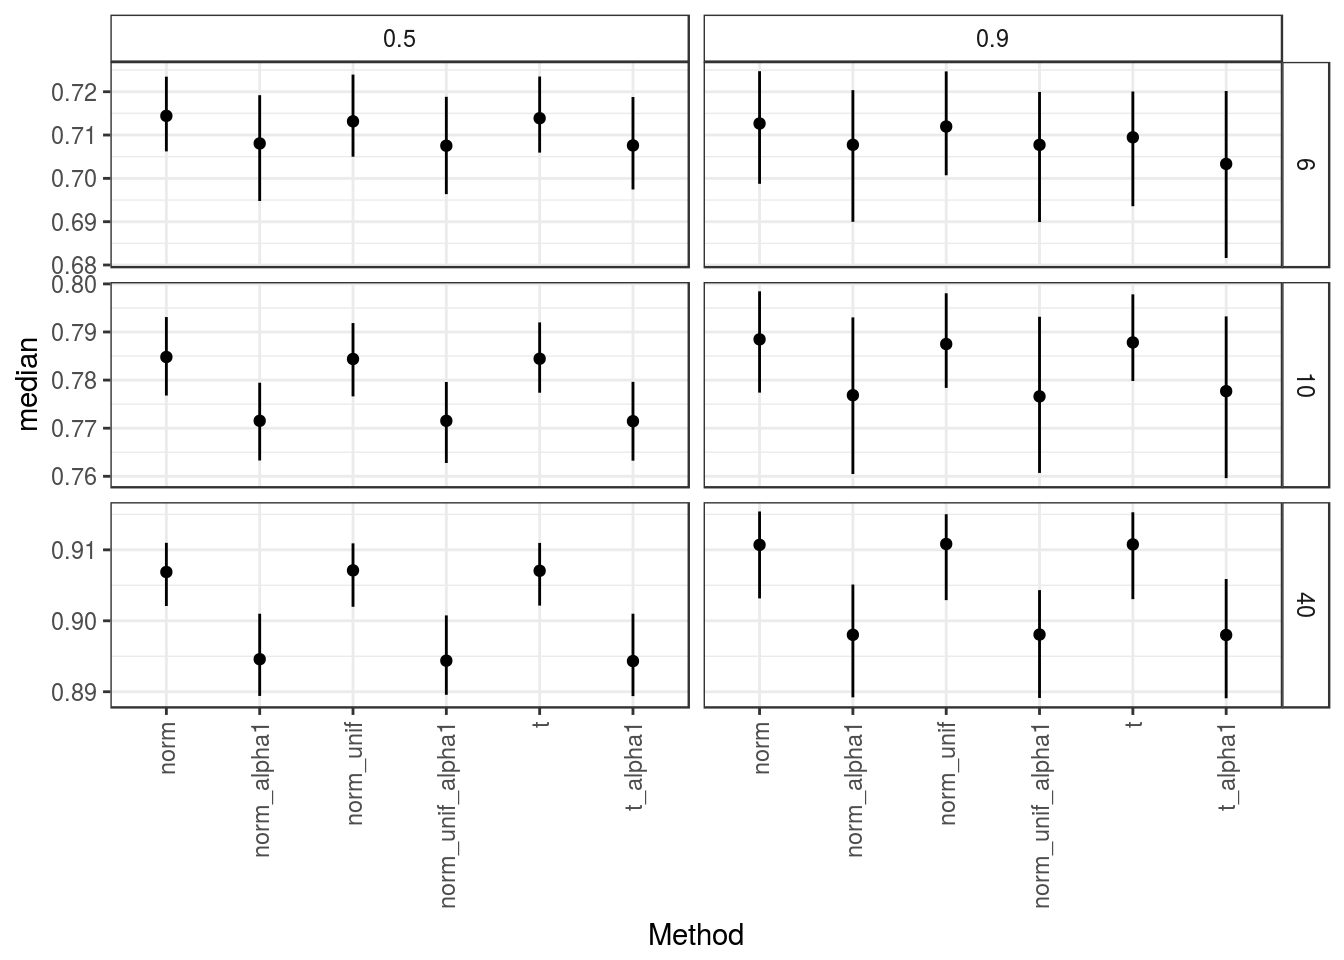 0.5
0.9
0.72
0.71
0.70
0.69
0.68
6
0.80
0.79
0.78
0.77
0.76
10
0.91
0.90
0.89
40
median
norm
norm_alpha1
norm_unif
norm_unif_alpha1
t
t_alpha1
norm
norm_alpha1
norm_unif
norm_unif_alpha1
t
t_alpha1
Method